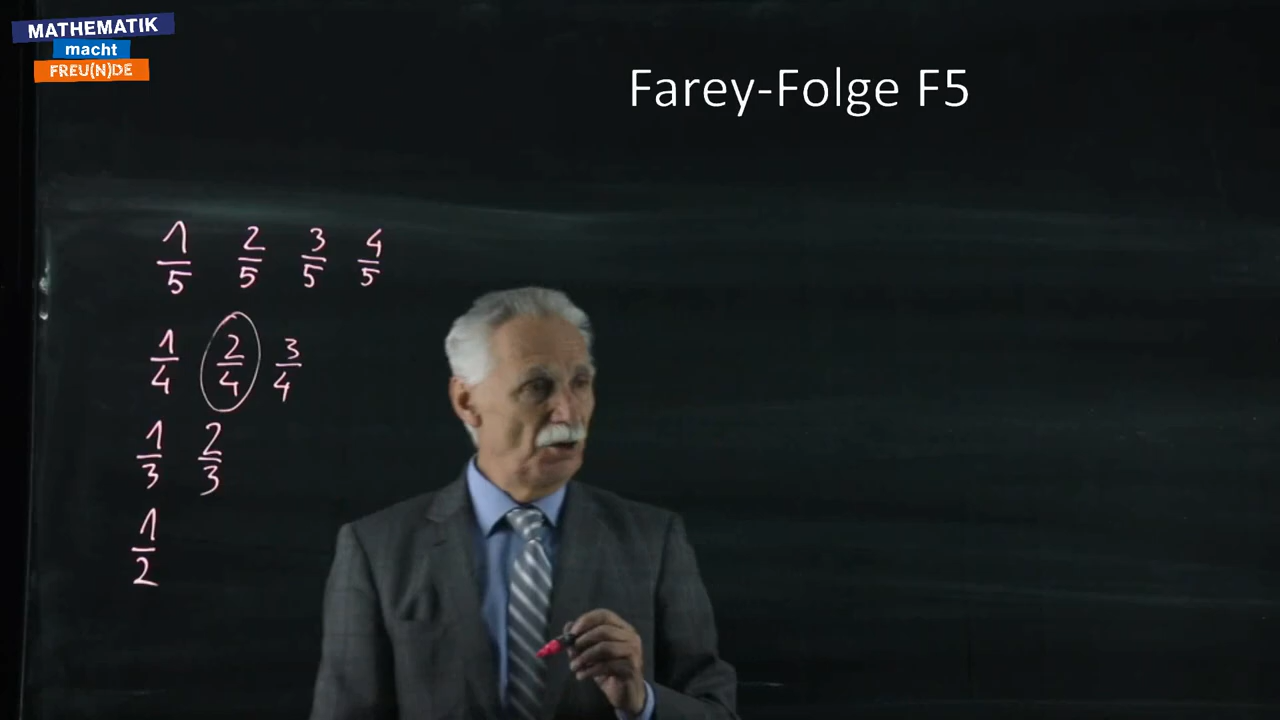 MATHEMATIK
macht
FREU(N)DE
Farey-Folge F5
1/5 2/5 3/5 4/5
1/4 2/4 3/4
1/3 2/3
1/2